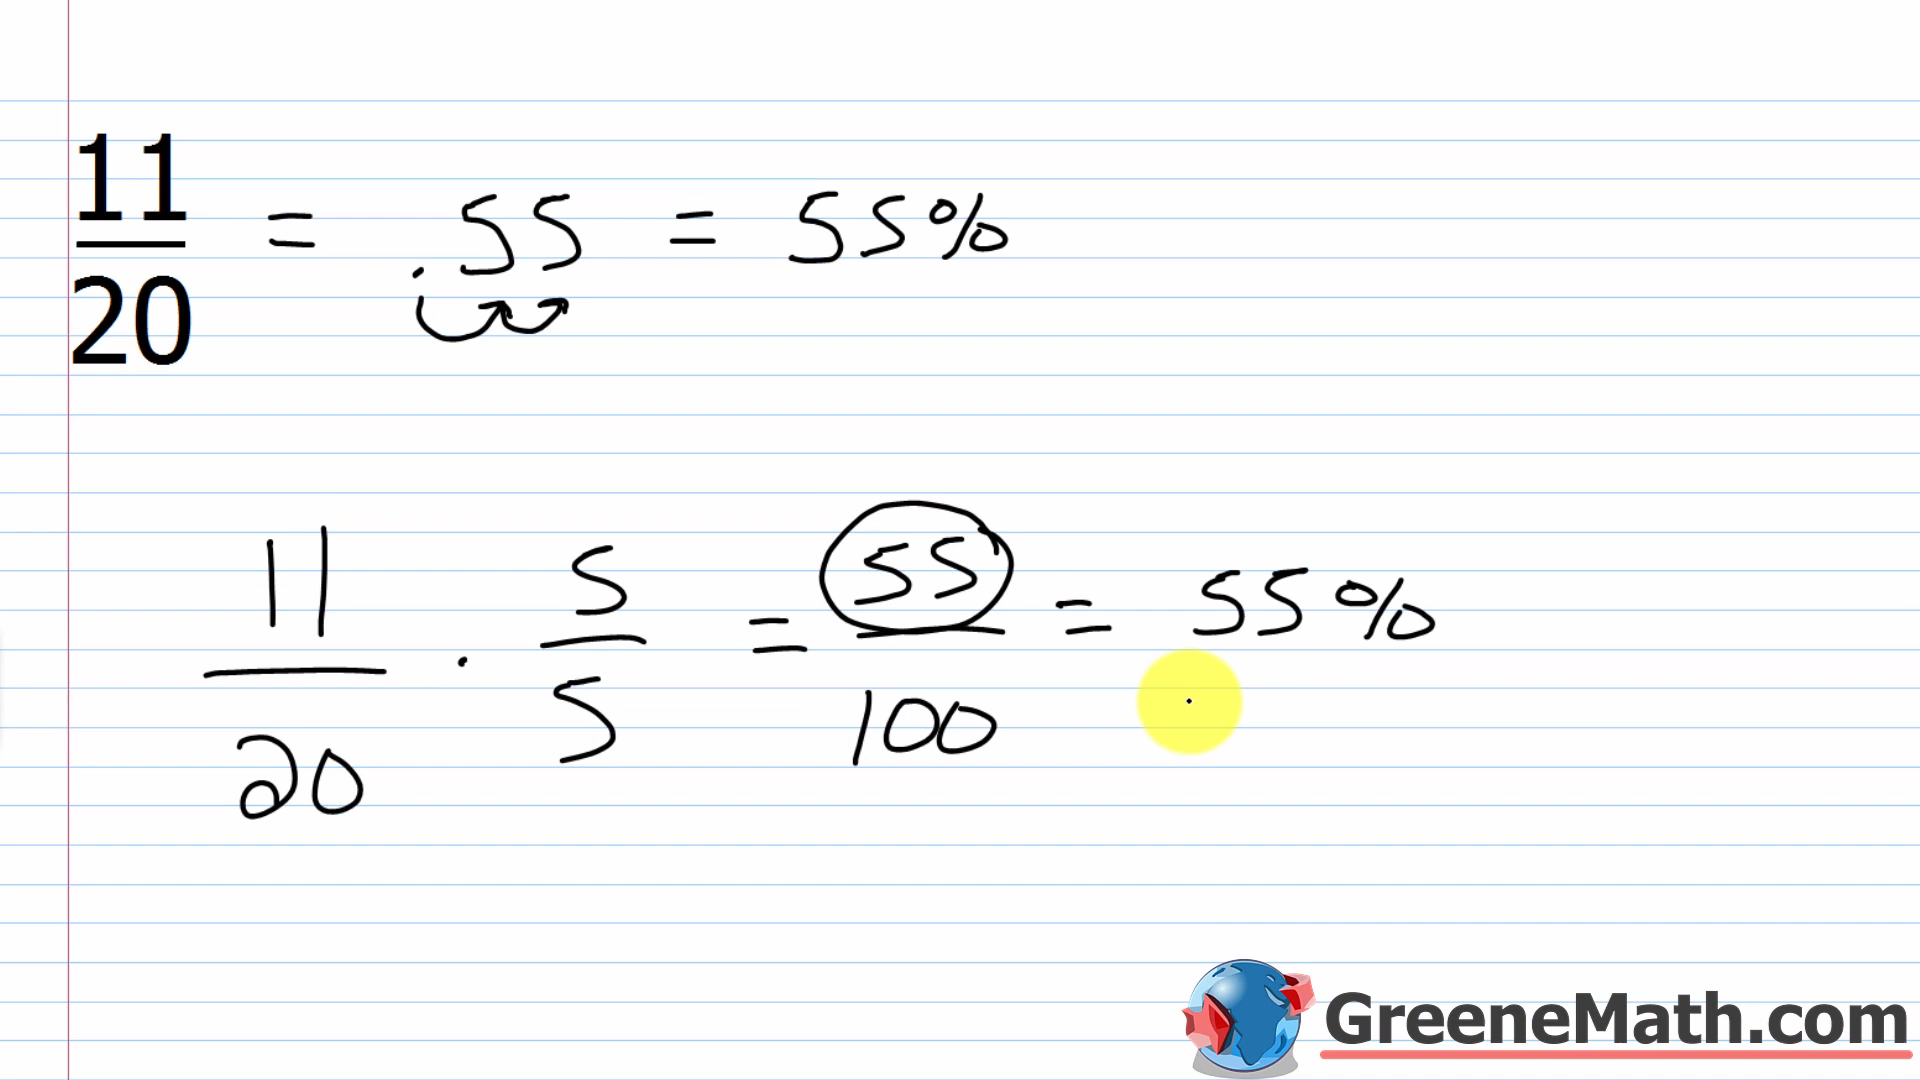 11/20 = .55 = 55%
11/20 · 5/5 = 55/100 = 55%
GreeneMath.com